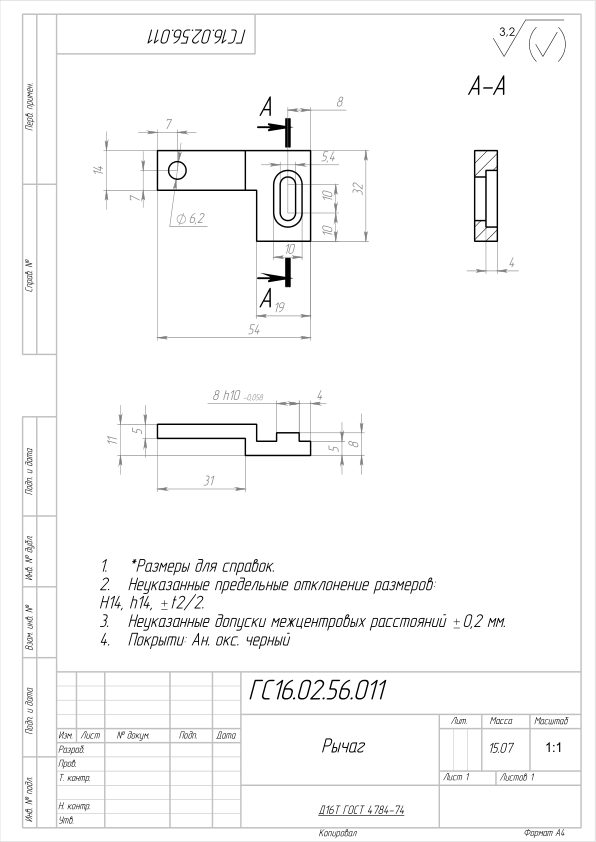 ГС16.02.56.011
3,2
А-А
А
8
7
5,4
14
7
10
32
10
Ø 6,2
10
4
А
19
54
8 h10 -0,058
4
11
5
5
8
31
1. *Размеры для справок.
2. Неуказанные предельные отклонение размеров:
H14, h14, ± t2/2.
3. Неуказанные допуски межцентровых расстояний ± 0,2 мм.
4. Покрыти: Ан. окс. черный
Перв. примен.
Справ. №
Подп. и дата
Инв. № дубл.
Взам. инв. №
Подп. и дата
Инв. № подл.
ГС16.02.56.011
Изм. Лист № докум. Подп. Дата
Разраб.
Пров.
Т. контр.
Н. контр.
Утв.
Рычаг
Лит. Масса Масштаб
15.07 1:1
Лист 1 Листов 1
Д16Т ГОСТ 4784-74
Копировал Формат А4